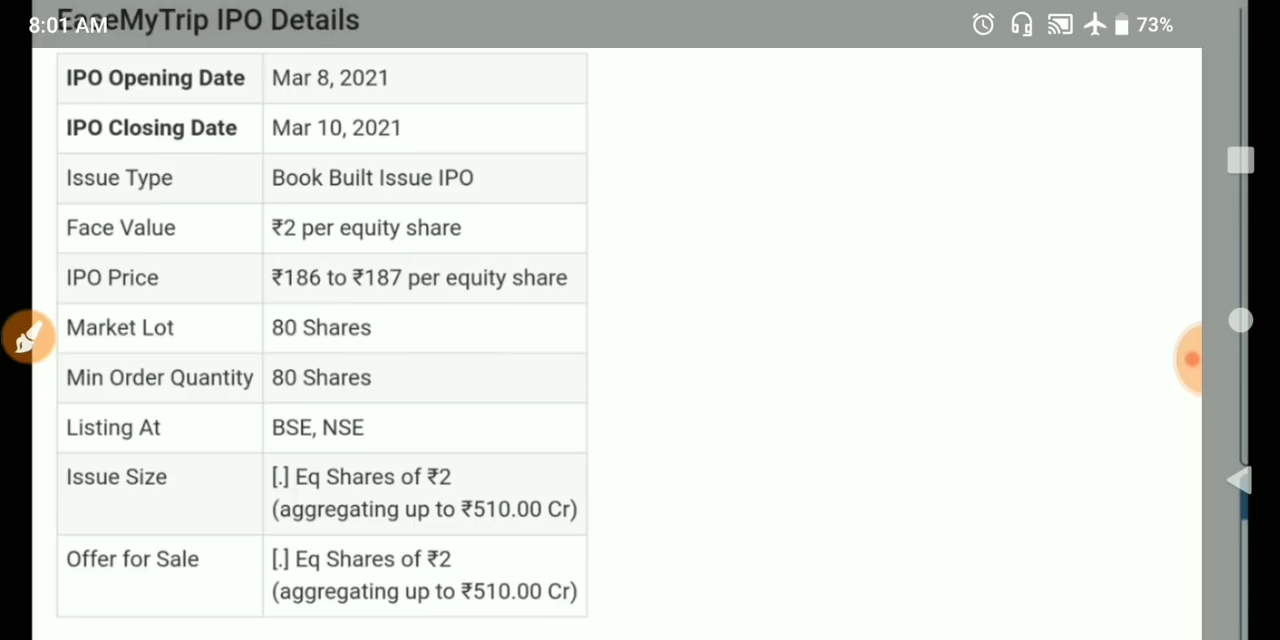 EaseMyTrip IPO Details
8:01 AM
73%
IPO Opening Date Mar 8, 2021
IPO Closing Date Mar 10, 2021
Issue Type Book Built Issue IPO
Face Value ₹2 per equity share
IPO Price ₹186 to ₹187 per equity share
Market Lot 80 Shares
Min Order Quantity 80 Shares
Listing At BSE, NSE
Issue Size [.] Eq Shares of ₹2
(aggregating up to ₹510.00 Cr)
Offer for Sale [.] Eq Shares of ₹2
(aggregating up to ₹510.00 Cr)